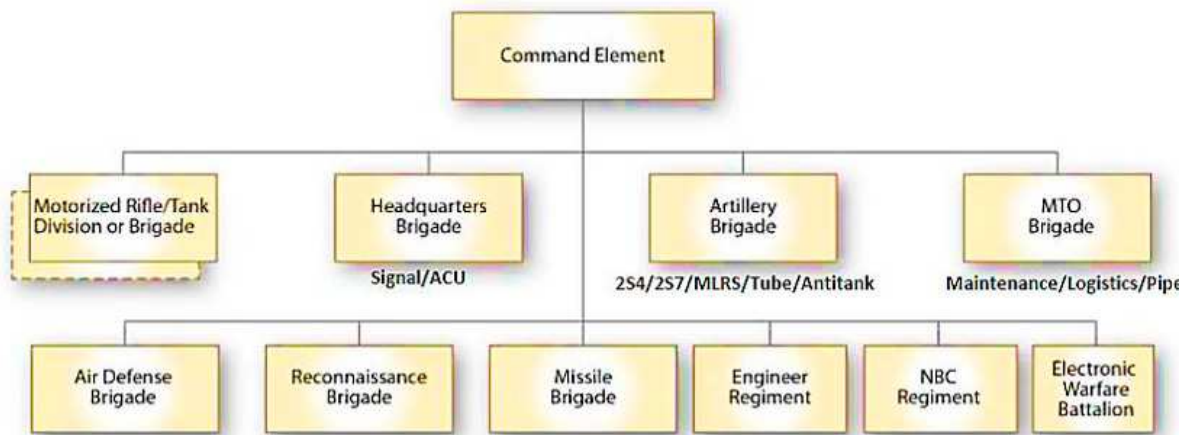 Command Element
Motorized Rifle/Tank
Division or Brigade
Headquarters
Brigade
Artillery
Brigade
MTO
Brigade
Signal/ACU
2S4/2S7/MLRS/Tube/Antitank
Maintenance/Logistics/Pipe
Air Defense
Brigade
Reconnaissance
Brigade
Missile
Brigade
Engineer
Regiment
NBC
Regiment
Electronic
Warfare
Battalion